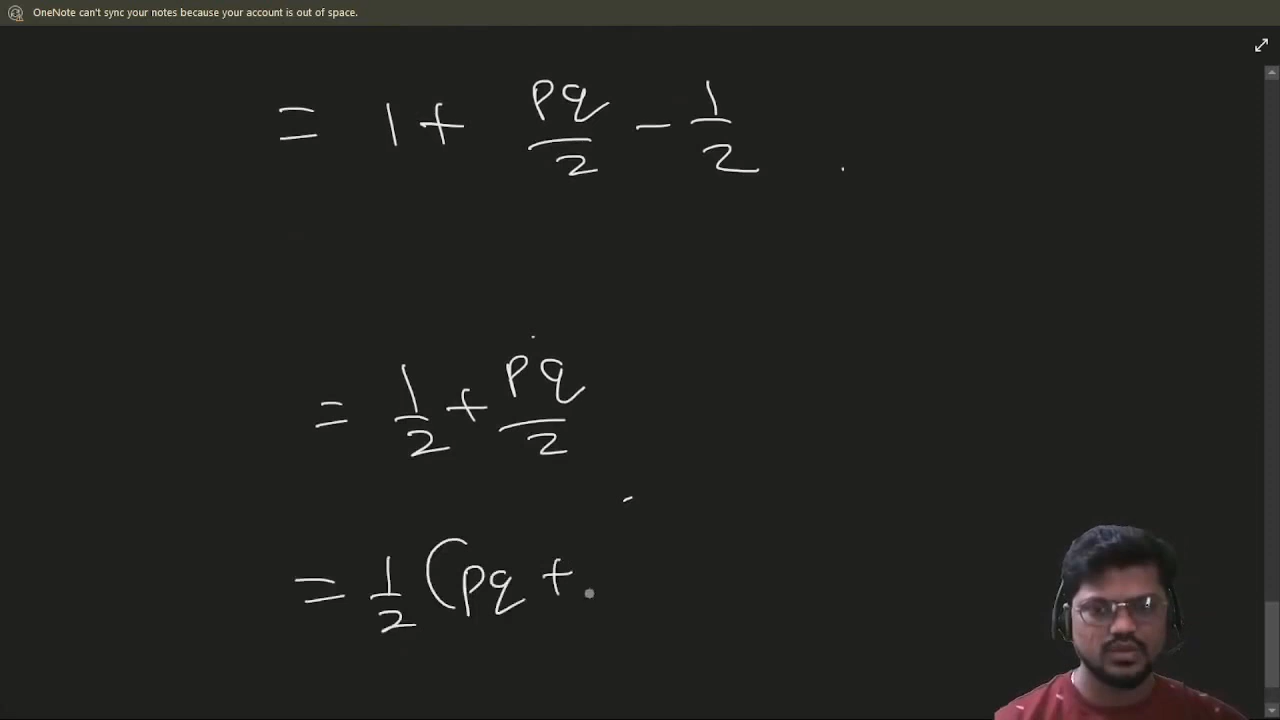 OneNote can't sync your notes because your account is out of space.
= 1 + pq/2 - 1/2
= 1/2 + pq/2
= 1/2 (pq +